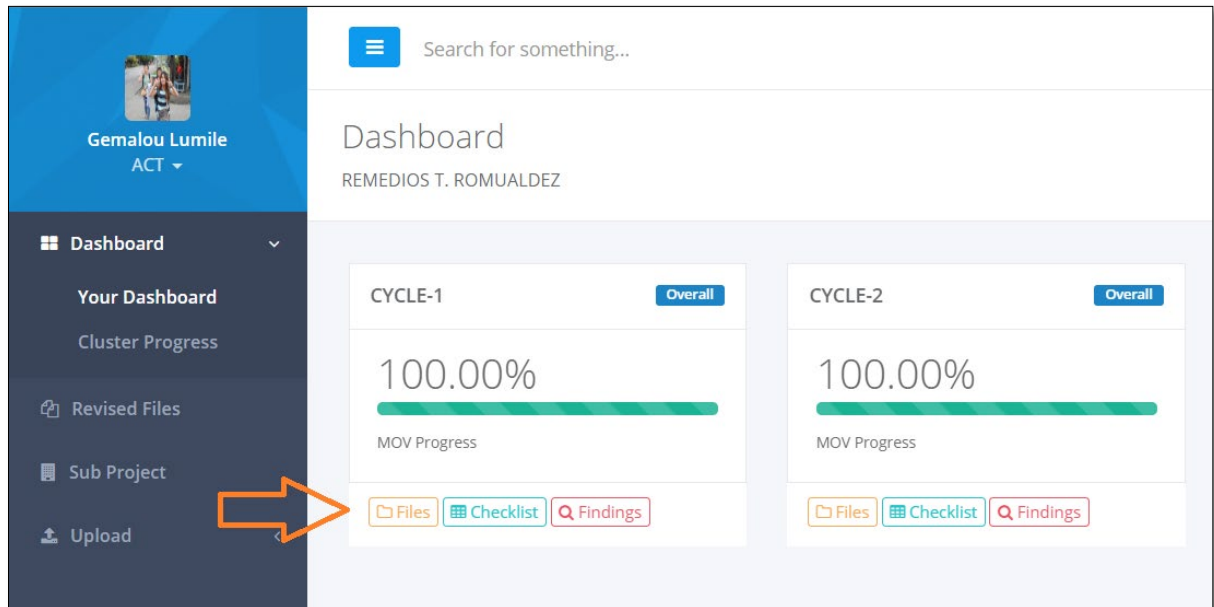 Gemalou Lumile
ACT
Dashboard
Your Dashboard
Cluster Progress
Revised Files
Sub Project
Upload
Search for something...
Dashboard
REMEDIOS T. ROMUALDEZ
CYCLE-1 Overall
100.00%
MOV Progress
Files Checklist Findings
CYCLE-2 Overall
100.00%
MOV Progress
Files Checklist Findings